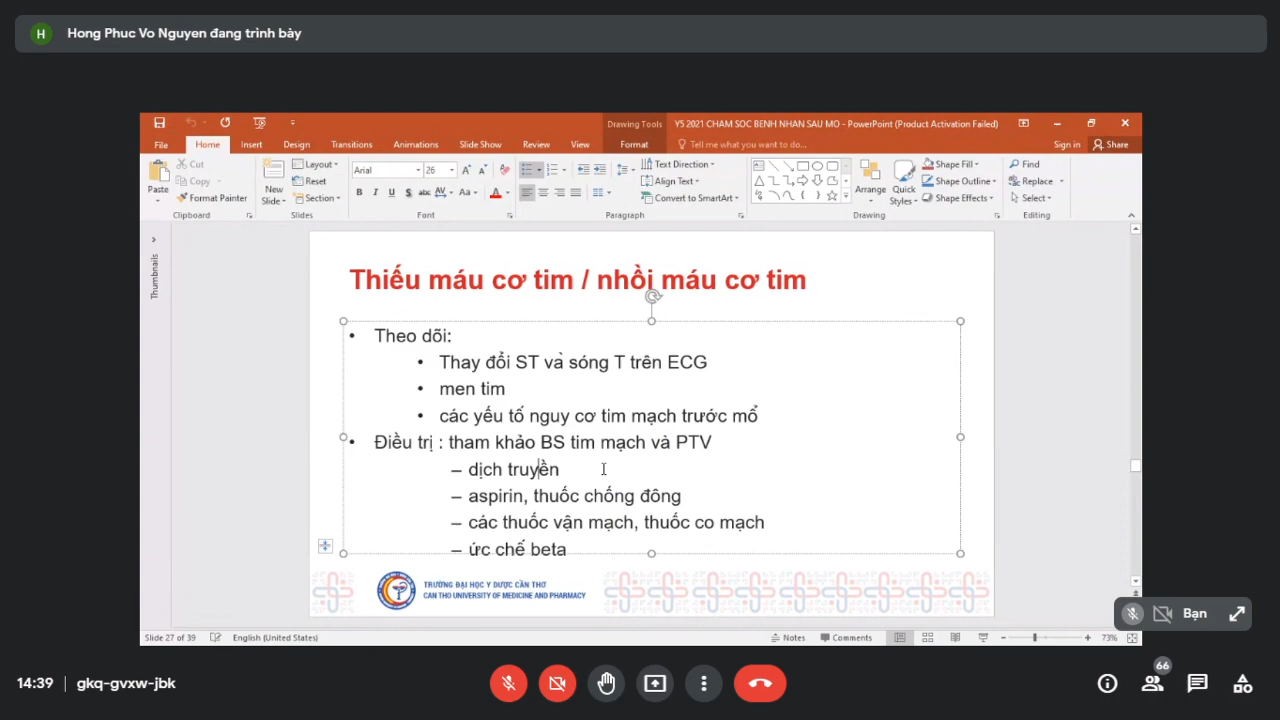 H
Hong Phuc Vo Nguyen đang trình bày
Y5 2021 CHAM SOC BENH NHAN SAU MO - PowerPoint (Product Activation Failed)
Drawing Tools
File Home Insert Design Transitions Animations Slide Show Review View Format Tell me what you want to do... Sign in Share
Paste
Cut
Copy
Format Painter
Clipboard
New Slide
Layout
Reset
Section
Slides
Arial 26
B I U S abc AV Aa A
Font
Text Direction
Align Text
Convert to SmartArt
Paragraph
Arrange
Quick Styles
Shape Fill
Shape Outline
Shape Effects
Drawing
Find
Replace
Select
Editing
Thumbnails
Thiếu máu cơ tim / nhồi máu cơ tim
• Theo dõi:
• Thay đổi ST và sóng T trên ECG
• men tim
• các yếu tố nguy cơ tim mạch trước mổ
• Điều trị : tham khảo BS tim mạch và PTV
– dịch truyền
– aspirin, thuốc chống đông
– các thuốc vận mạch, thuốc co mạch
– ức chế beta
TRƯỜNG ĐẠI HỌC Y DƯỢC CẦN THƠ
CAN THO UNIVERSITY OF MEDICINE AND PHARMACY
Bạn
Slide 27 of 39 English (United States) Notes Comments 73%
14:39 | gkq-gvxw-jbk
66